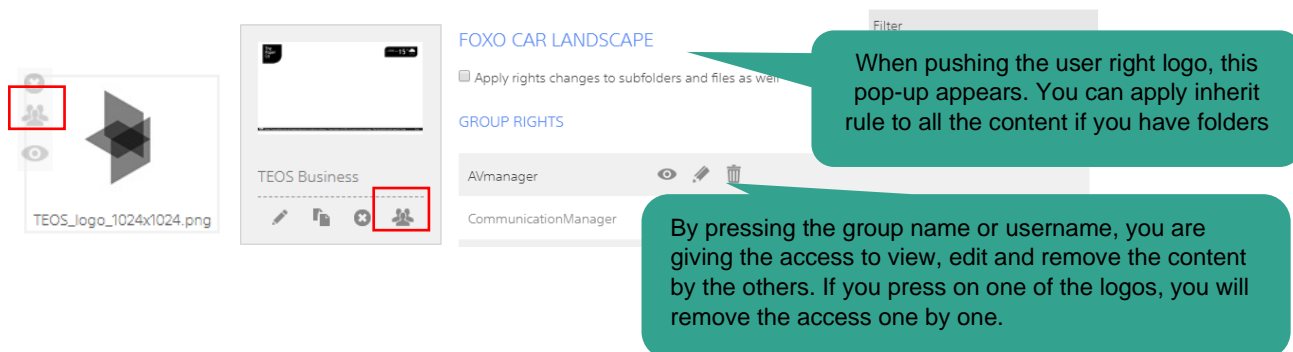 Filter
FOXO CAR LANDSCAPE
Apply rights changes to subfolders and files as well
GROUP RIGHTS
AVmanager
CommunicationManager
TEOS_logo_1024x1024.png
TEOS Business
When pushing the user right logo, this
pop-up appears. You can apply inherit
rule to all the content if you have folders
By pressing the group name or username, you are
giving the access to view, edit and remove the content
by the others. If you press on one of the logos, you will
remove the access one by one.